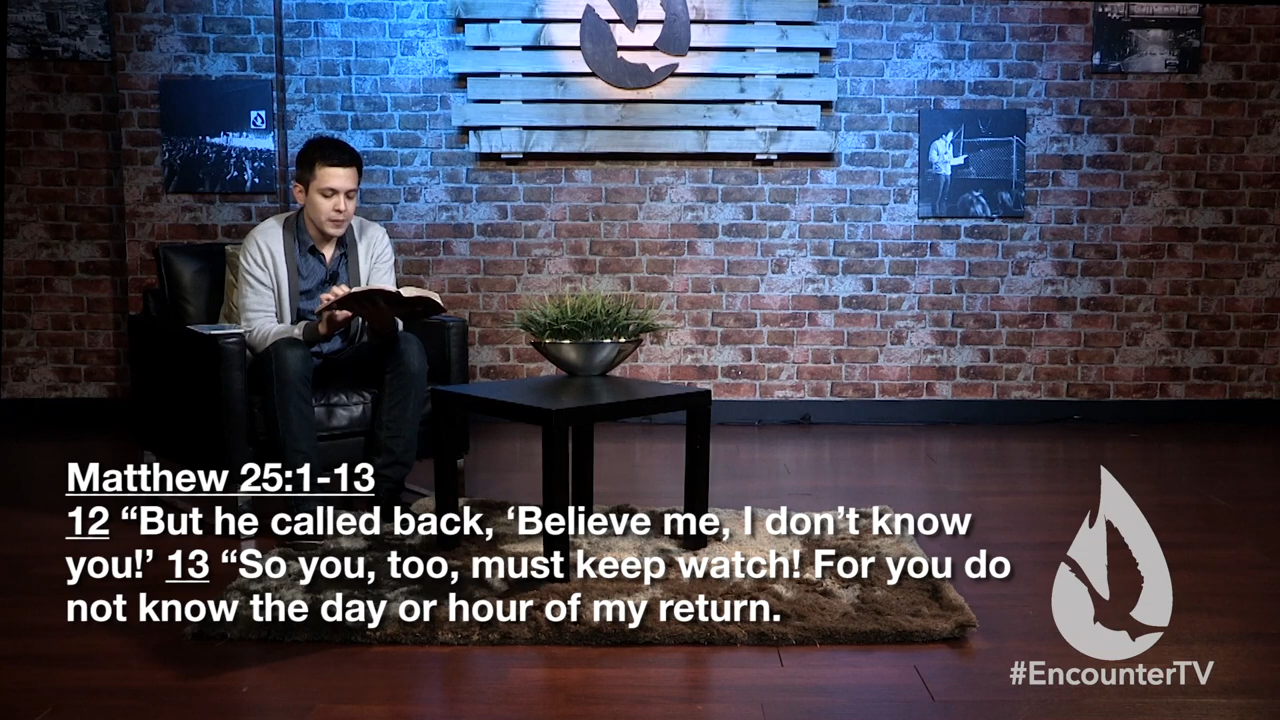 Matthew 25:1-13
12 “But he called back, ‘Believe me, I don’t know
you!’ 13 “So you, too, must keep watch! For you do
not know the day or hour of my return.
#EncounterTV